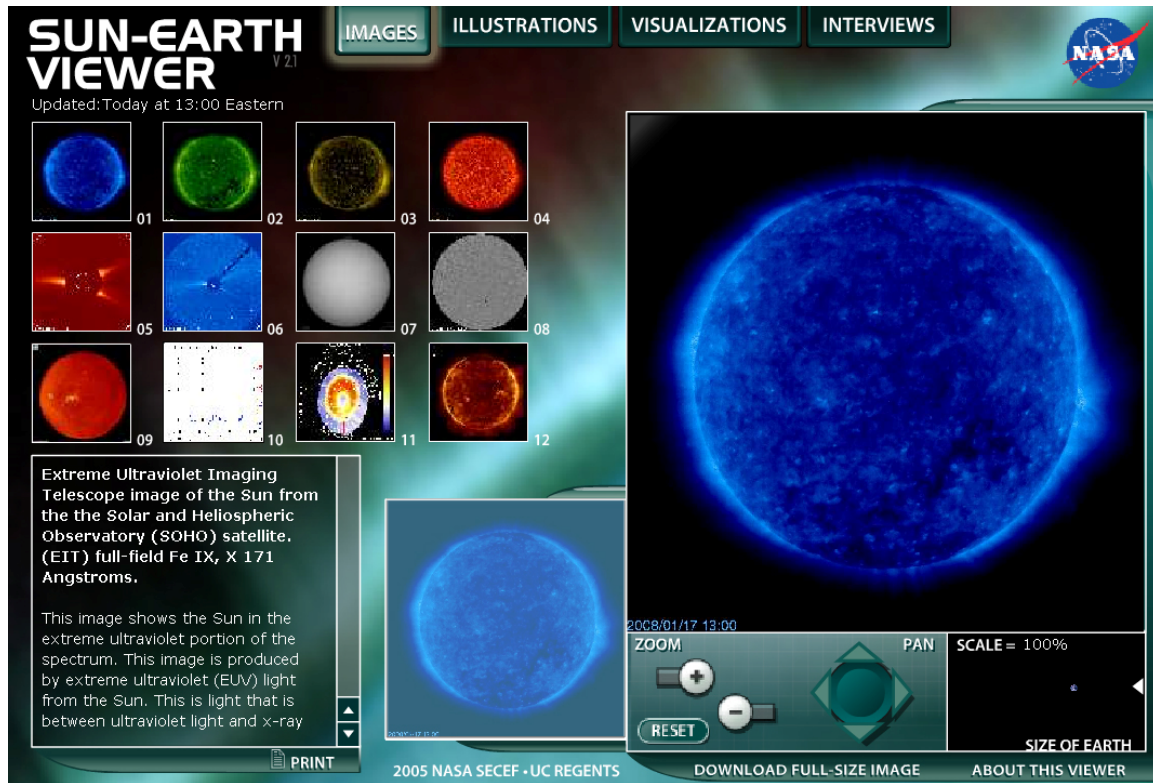 SUN-EARTH
VIEWER
V 2.1
Updated:Today at 13:00 Eastern
IMAGES
ILLUSTRATIONS
VISUALIZATIONS
INTERVIEWS
NASA
01
02
03
04
05
06
07
08
09
10
11
12
Extreme Ultraviolet Imaging
Telescope image of the Sun from
the the Solar and Heliospheric
Observatory (SOHO) satellite.
(EIT) full-field Fe IX, X 171
Angstroms.
This image shows the Sun in the
extreme ultraviolet portion of the
spectrum. This image is produced
by extreme ultraviolet (EUV) light
from the Sun. This is light that is
between ultraviolet light and x-ray
PRINT
2008/01/17 13:00
ZOOM
PAN
RESET
SCALE = 100%
SIZE OF EARTH
2005 NASA SECEF • UC REGENTS
DOWNLOAD FULL-SIZE IMAGE
ABOUT THIS VIEWER